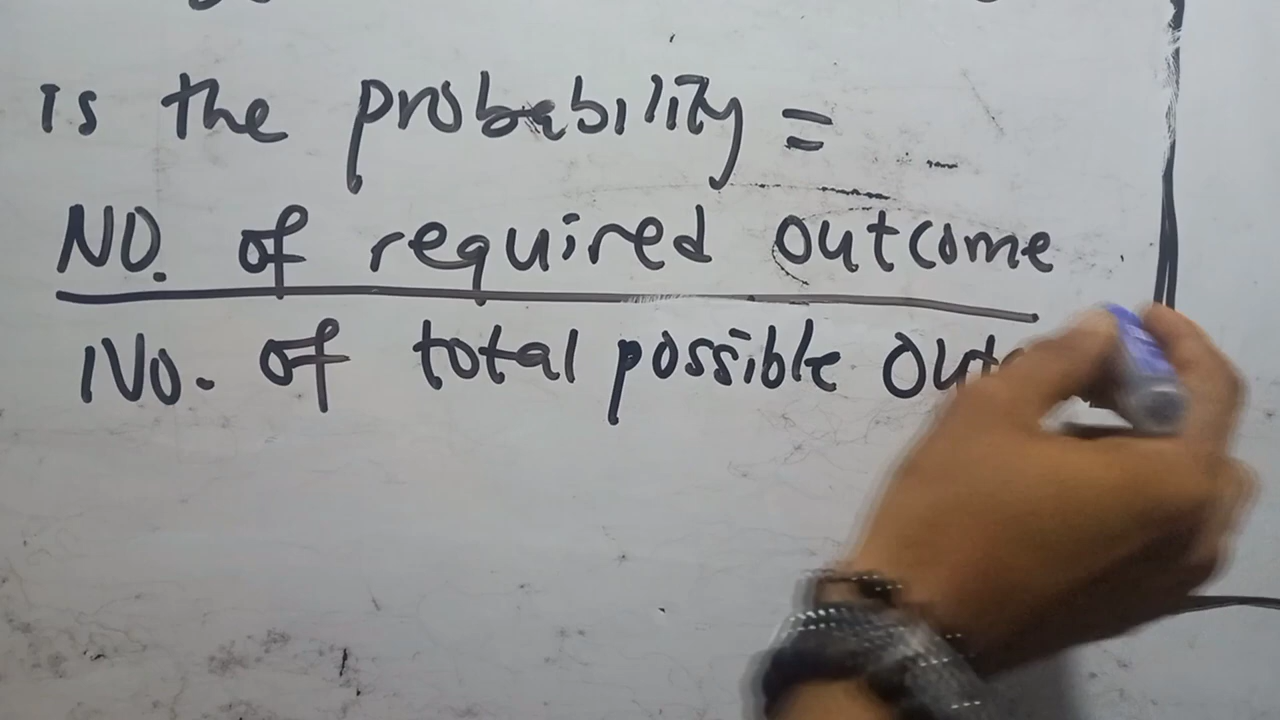 is the probability =
NO. of required outcome
No. of total possible